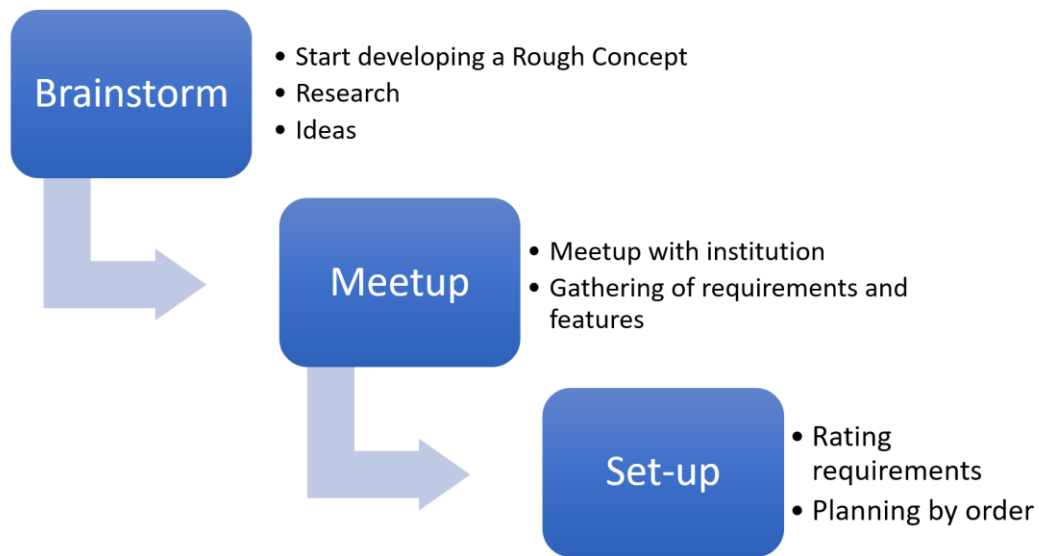 Brainstorm
• Start developing a Rough Concept
• Research
• Ideas
Meetup
• Meetup with institution
• Gathering of requirements and
features
Set-up
• Rating
requirements
• Planning by order